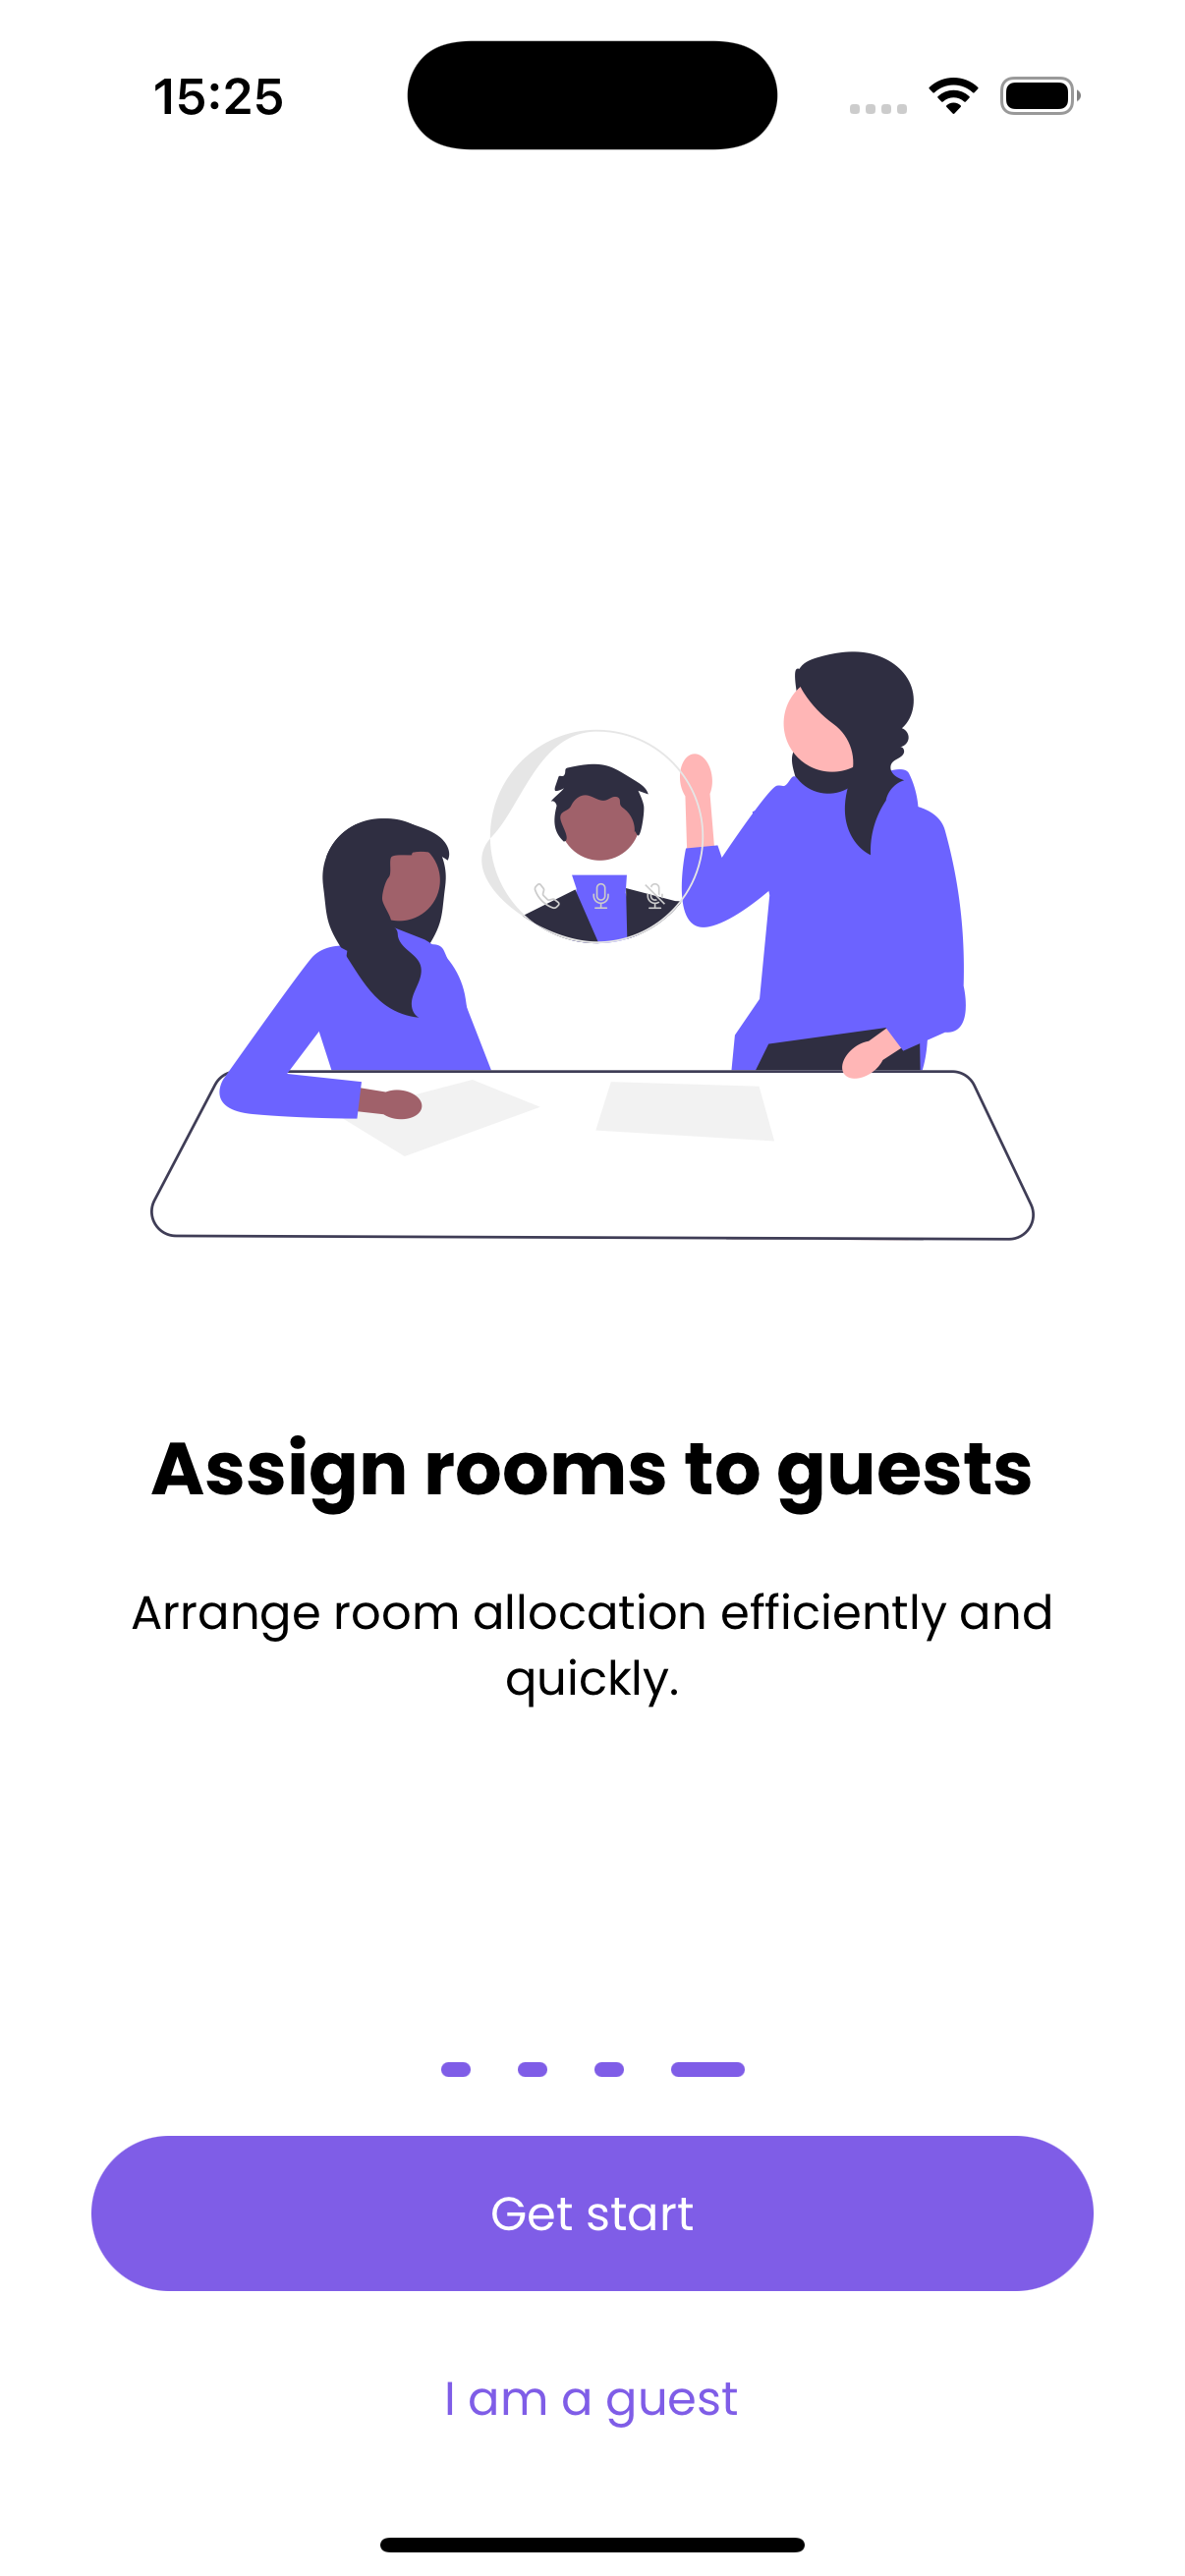 15:25
Assign rooms to guests
Arrange room allocation efficiently and
quickly.
Get start
I am a guest